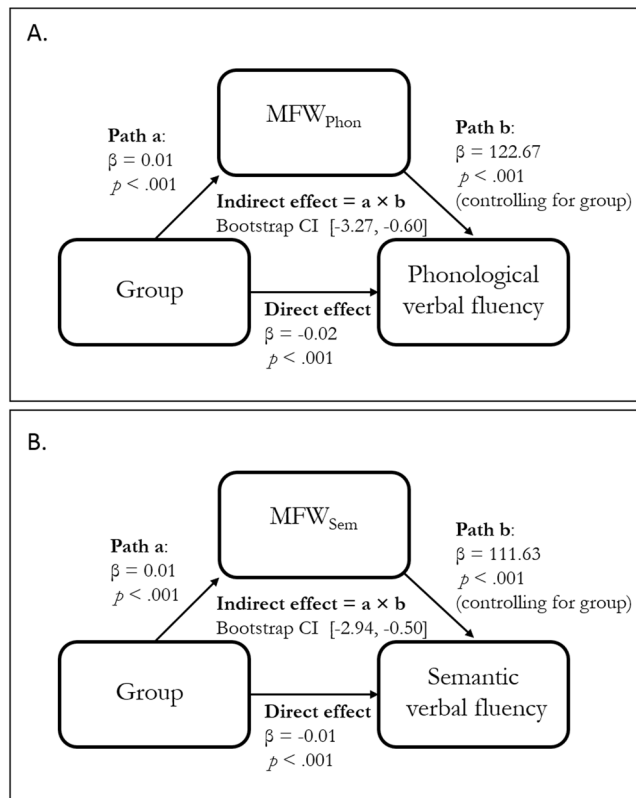 A.
MFWPhon
Path a:
β = 0.01
p < .001
Path b:
β = 122.67
p < .001
(controlling for group)
Indirect effect = a × b
Bootstrap CI [-3.27, -0.60]
Group
Phonological
verbal fluency
Direct effect
β = -0.02
p < .001
B.
MFWSem
Path a:
β = 0.01
p < .001
Path b:
β = 111.63
p < .001
(controlling for group)
Indirect effect = a × b
Bootstrap CI [-2.94, -0.50]
Group
Semantic
verbal fluency
Direct effect
β = -0.01
p < .001